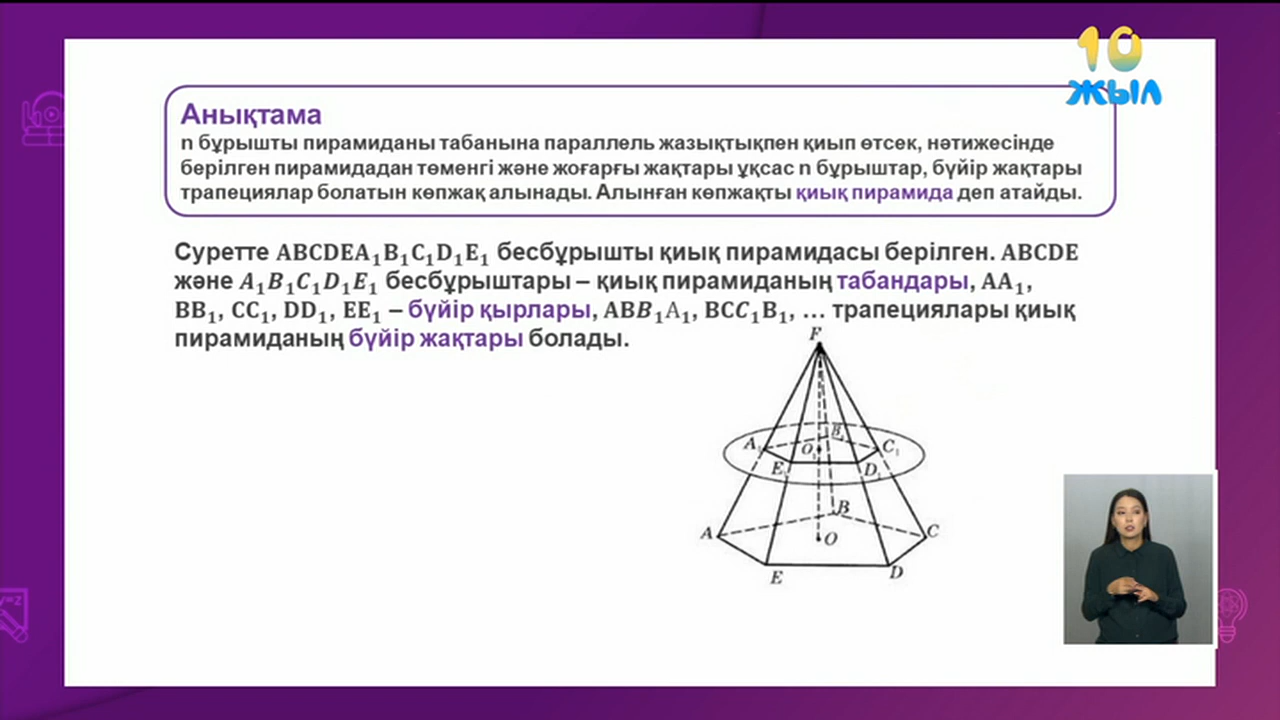 10
ЖЫЛ
Анықтама
n бұрышты пирамиданы табанына параллель жазықтықпен қиып өтсек, нәтижесінде
берілген пирамидадан төменгі және жоғарғы жақтары ұқсас n бұрыштар, бүйір жақтары
трапециялар болатын көпжақ алынады. Алынған көпжақты қиық пирамида деп атайды.
Суретте ABCDEA₁B₁C₁D₁E₁ бесбұрышты қиық пирамидасы берілген. ABCDE
және A₁B₁C₁D₁E₁ бесбұрыштары – қиық пирамиданың табандары, AA₁,
BB₁, CC₁, DD₁, EE₁ – бүйір қырлары, ABB₁A₁, BCC₁B₁, … трапециялары қиық
пирамиданың бүйір жақтары болады.
F
B₁
A₁ O₁ C₁
E₁ D₁
B
A O C
E D